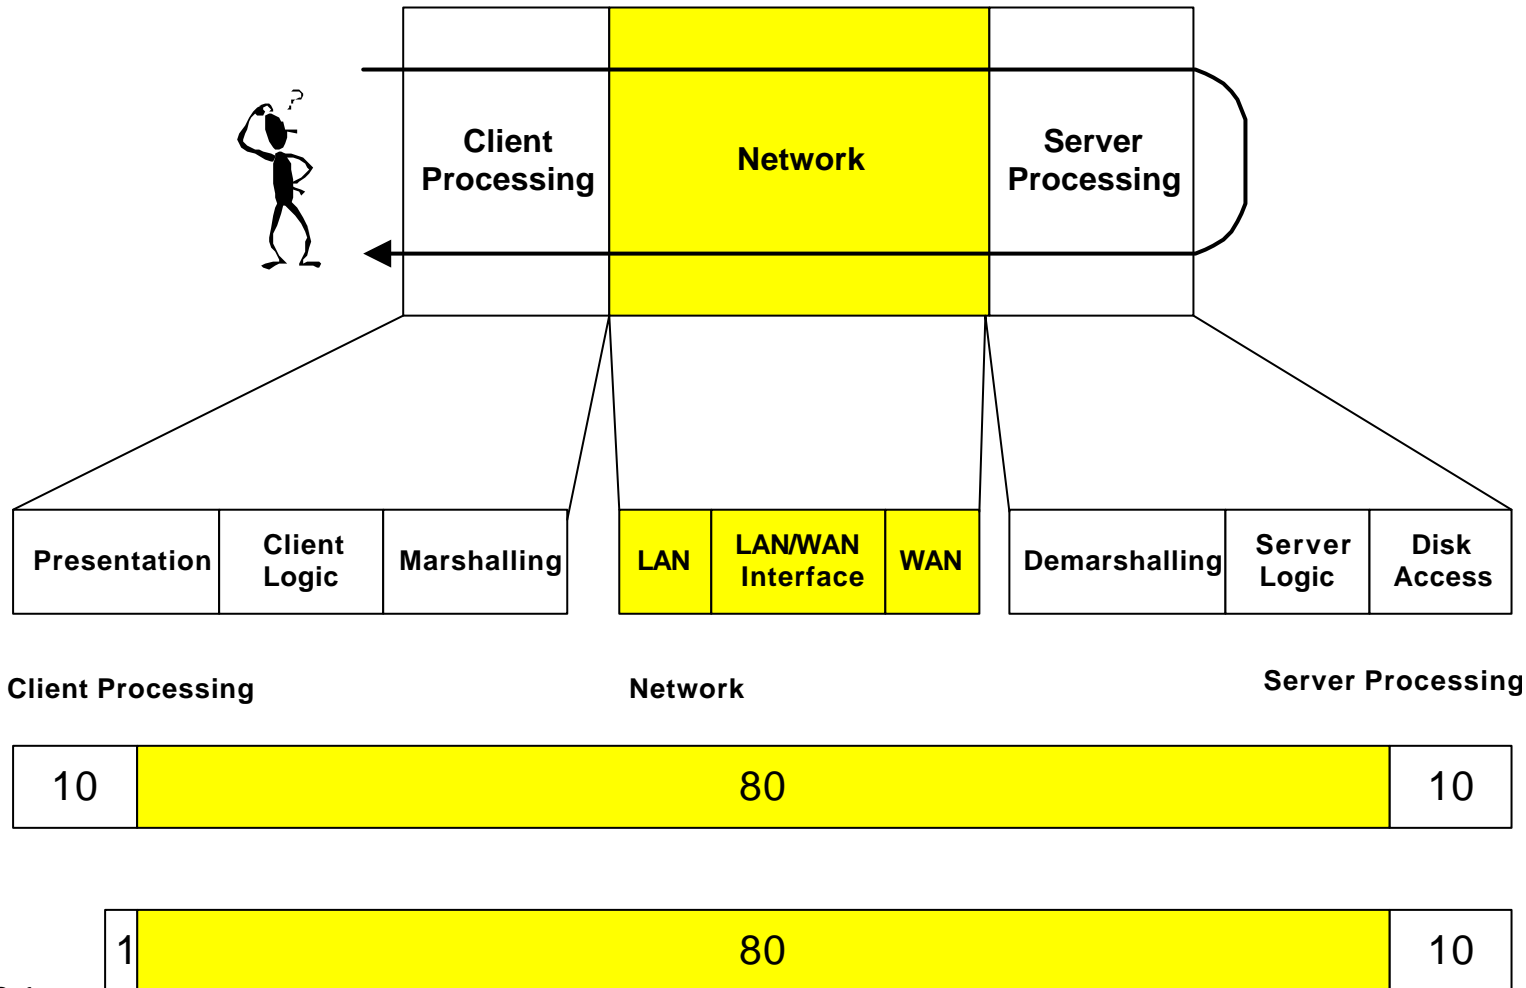 ?
Client
Processing
Network
Server
Processing
Presentation
Client
Logic
Marshalling
LAN
LAN/WAN
Interface
WAN
Demarshalling
Server
Logic
Disk
Access
Client Processing
Network
Server Processing
10
80
10
1
80
10